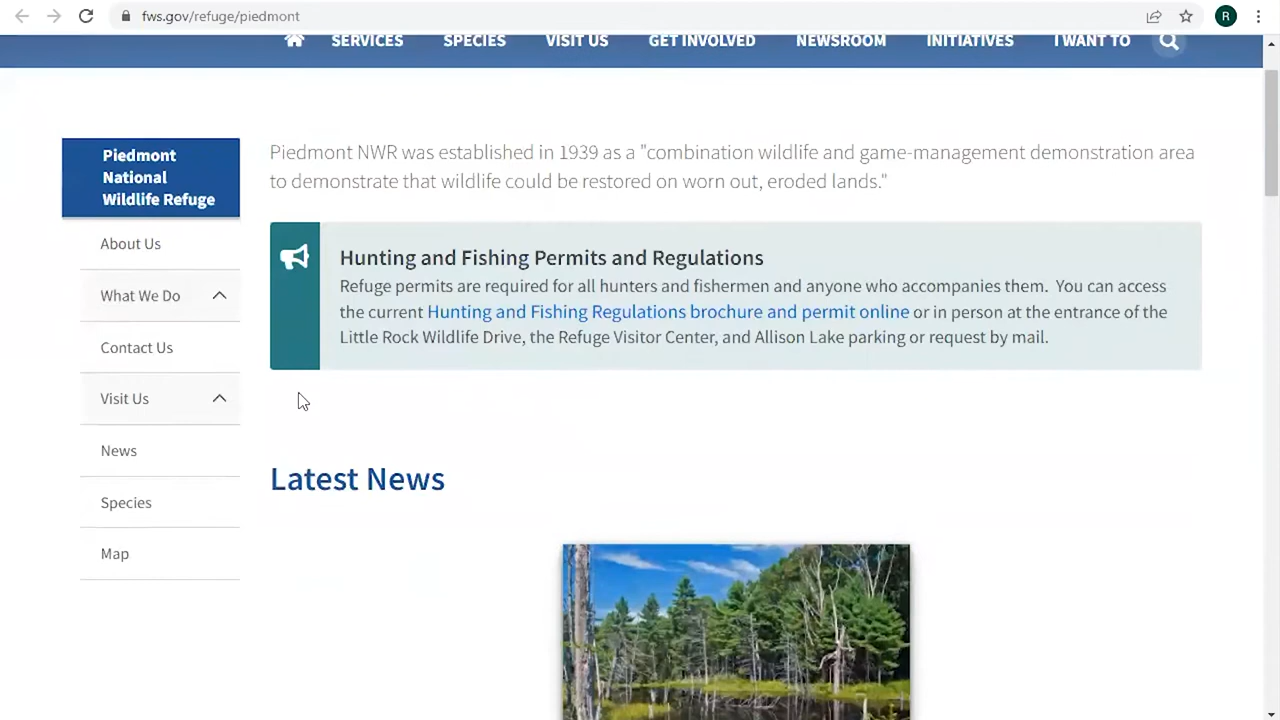 fws.gov/refuge/piedmont
R
SERVICES SPECIES VISIT US GET INVOLVED NEWSROOM INITIATIVES I WANT TO
Piedmont
National
Wildlife Refuge
About Us
What We Do
Contact Us
Visit Us
News
Species
Map
Piedmont NWR was established in 1939 as a "combination wildlife and game-management demonstration area
to demonstrate that wildlife could be restored on worn out, eroded lands."
Hunting and Fishing Permits and Regulations
Refuge permits are required for all hunters and fishermen and anyone who accompanies them. You can access
the current Hunting and Fishing Regulations brochure and permit online or in person at the entrance of the
Little Rock Wildlife Drive, the Refuge Visitor Center, and Allison Lake parking or request by mail.
Latest News